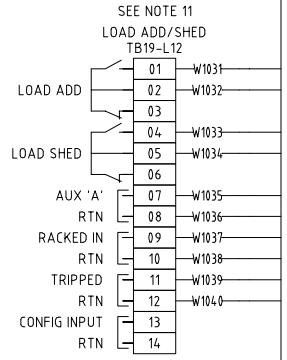 SEE NOTE 11
LOAD ADD/SHED
TB19-L12
01 W1031
LOAD ADD 02 W1032
03
04 W1033
LOAD SHED 05 W1034
06
AUX 'A' 07 W1035
RTN 08 W1036
RACKED IN 09 W1037
RTN 10 W1038
TRIPPED 11 W1039
RTN 12 W1040
CONFIG INPUT 13
RTN 14